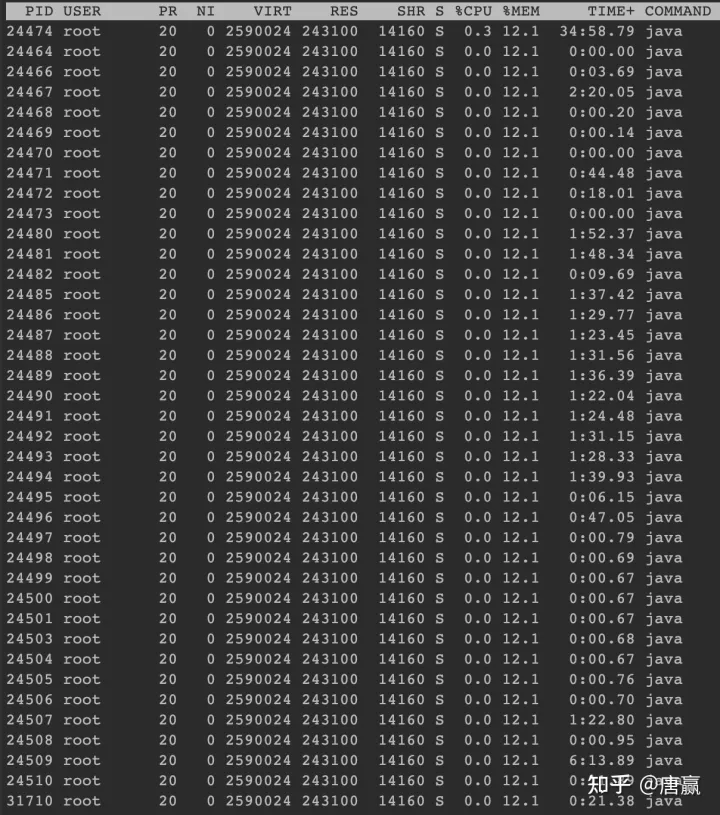 PID USER PR NI VIRT RES SHR S %CPU %MEM TIME+ COMMAND
24474 root 20 0 2590024 243100 14160 S 0.3 12.1 34:58.79 java
24464 root 20 0 2590024 243100 14160 S 0.0 12.1 0:00.00 java
24466 root 20 0 2590024 243100 14160 S 0.0 12.1 0:03.69 java
24467 root 20 0 2590024 243100 14160 S 0.0 12.1 2:20.05 java
24468 root 20 0 2590024 243100 14160 S 0.0 12.1 0:00.20 java
24469 root 20 0 2590024 243100 14160 S 0.0 12.1 0:00.14 java
24470 root 20 0 2590024 243100 14160 S 0.0 12.1 0:00.00 java
24471 root 20 0 2590024 243100 14160 S 0.0 12.1 0:44.48 java
24472 root 20 0 2590024 243100 14160 S 0.0 12.1 0:18.01 java
24473 root 20 0 2590024 243100 14160 S 0.0 12.1 0:00.00 java
24480 root 20 0 2590024 243100 14160 S 0.0 12.1 1:52.37 java
24481 root 20 0 2590024 243100 14160 S 0.0 12.1 1:48.34 java
24482 root 20 0 2590024 243100 14160 S 0.0 12.1 0:09.69 java
24485 root 20 0 2590024 243100 14160 S 0.0 12.1 1:37.42 java
24486 root 20 0 2590024 243100 14160 S 0.0 12.1 1:29.77 java
24487 root 20 0 2590024 243100 14160 S 0.0 12.1 1:23.45 java
24488 root 20 0 2590024 243100 14160 S 0.0 12.1 1:31.56 java
24489 root 20 0 2590024 243100 14160 S 0.0 12.1 1:36.39 java
24490 root 20 0 2590024 243100 14160 S 0.0 12.1 1:22.04 java
24491 root 20 0 2590024 243100 14160 S 0.0 12.1 1:24.48 java
24492 root 20 0 2590024 243100 14160 S 0.0 12.1 1:31.15 java
24493 root 20 0 2590024 243100 14160 S 0.0 12.1 1:28.33 java
24494 root 20 0 2590024 243100 14160 S 0.0 12.1 1:39.93 java
24495 root 20 0 2590024 243100 14160 S 0.0 12.1 0:06.15 java
24496 root 20 0 2590024 243100 14160 S 0.0 12.1 0:47.05 java
24497 root 20 0 2590024 243100 14160 S 0.0 12.1 0:00.79 java
24498 root 20 0 2590024 243100 14160 S 0.0 12.1 0:00.69 java
24499 root 20 0 2590024 243100 14160 S 0.0 12.1 0:00.67 java
24500 root 20 0 2590024 243100 14160 S 0.0 12.1 0:00.67 java
24501 root 20 0 2590024 243100 14160 S 0.0 12.1 0:00.67 java
24503 root 20 0 2590024 243100 14160 S 0.0 12.1 0:00.68 java
24504 root 20 0 2590024 243100 14160 S 0.0 12.1 0:00.67 java
24505 root 20 0 2590024 243100 14160 S 0.0 12.1 0:00.76 java
24506 root 20 0 2590024 243100 14160 S 0.0 12.1 0:00.70 java
24507 root 20 0 2590024 243100 14160 S 0.0 12.1 1:22.80 java
24508 root 20 0 2590024 243100 14160 S 0.0 12.1 0:00.95 java
24509 root 20 0 2590024 243100 14160 S 0.0 12.1 6:13.89 java
24510 root 20 0 2590024 243100 14160 S 0.0 12.1
知乎 @唐赢
31710 root 20 0 2590024 243100 14160 S 0.0 12.1 0:21.38 java